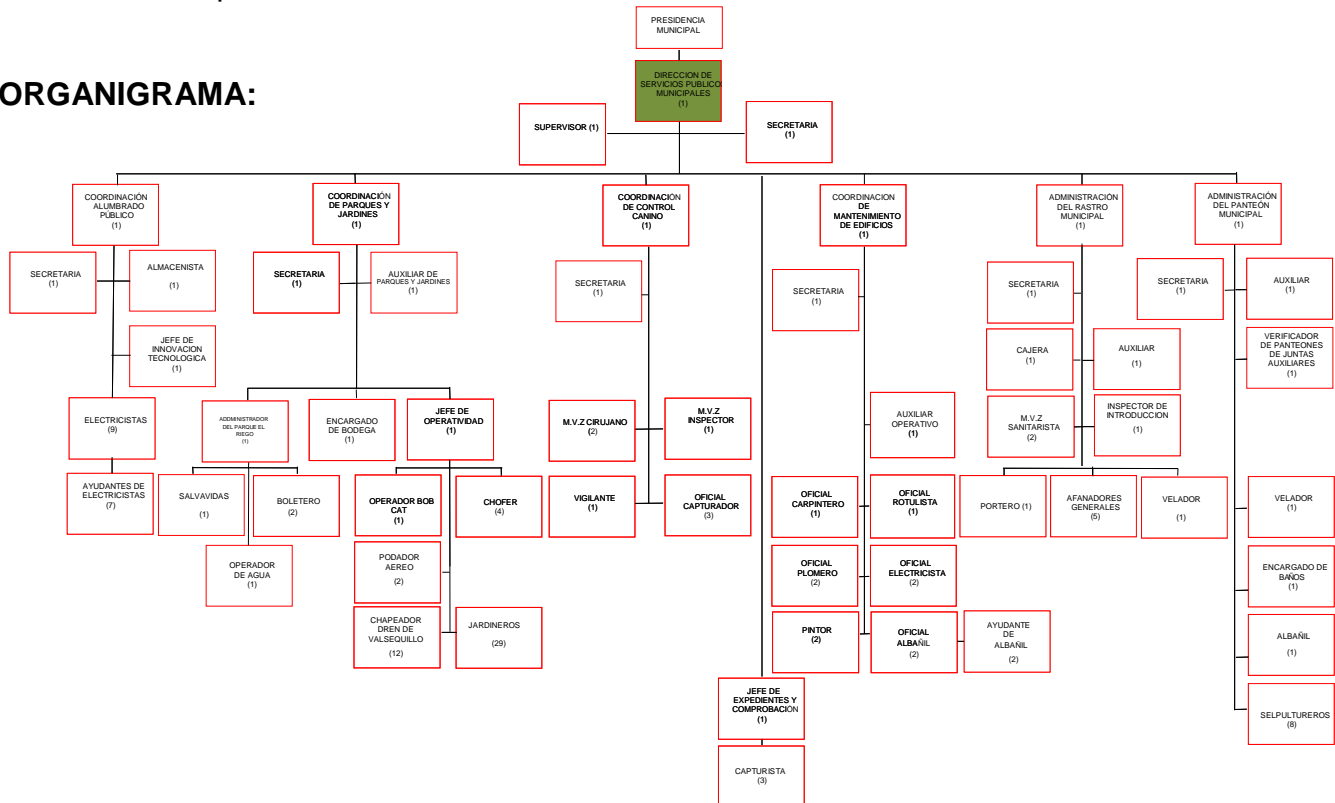 PRESIDENCIA
MUNICIPAL
ORGANIGRAMA:
DIRECCION DE
SERVICIOS PUBLICOS
MUNICIPALES
(1)
SUPERVISOR (1)
SECRETARIA
(1)
COORDINACIÓN
ALUMBRADO
PÚBLICO
(1)
SECRETARIA
(1)
ALMACENISTA
(1)
JEFE DE
INNOVACION
TECNOLOGICA
(1)
ELECTRICISTAS
(9)
AYUDANTES DE
ELECTRICISTAS
(7)
COORDINACIÓN
DE PARQUES Y
JARDINES
(1)
SECRETARIA
(1)
AUXILIAR DE
PARQUES Y JARDINES
(1)
ADDMINISTRADOR
DEL PARQUE EL
RIEGO
(1)
SALVAVIDAS
(1)
BOLETERO
(2)
OPERADOR
DE AGUA
(1)
ENCARGADO
DE BODEGA
(1)
JEFE DE
OPERATIVIDAD
(1)
OPERADOR BOB
CAT
(1)
CHOFER
(4)
PODADOR
AEREO
(2)
CHAPEADOR
DREN DE
VALSEQUILLO
(12)
JARDINEROS
(29)
COORDINACIÓN
DE CONTROL
CANINO
(1)
SECRETARIA
(1)
M.V.Z CIRUJANO
(2)
M.V.Z
INSPECTOR
(1)
VIGILANTE
(1)
OFICIAL
CAPTURADOR
(3)
JEFE DE
EXPEDIENTES Y
COMPROBACIÓN
(1)
CAPTURISTA
(3)
COORDINACION
DE
MANTENIMIENTO
DE EDIFICIOS
(1)
SECRETARIA
(1)
AUXILIAR
OPERATIVO
(1)
OFICIAL
CARPINTERO
(1)
OFICIAL
ROTULISTA
(1)
OFICIAL
PLOMERO
(2)
OFICIAL
ELECTRICISTA
(2)
PINTOR
(2)
OFICIAL
ALBAÑIL
(2)
AYUDANTE
DE
ALBAÑIL
(2)
ADMINISTRACIÓN
DEL RASTRO
MUNICIPAL
(1)
SECRETARIA
(1)
CAJERA
(1)
AUXILIAR
(1)
M.V.Z
SANITARISTA
(2)
INSPECTOR DE
INTRODUCCION
(1)
PORTERO (1)
AFANADORES
GENERALES
(5)
VELADOR
(1)
ADMINISTRACIÓN
DEL PANTEÓN
MUNICIPAL
(1)
SECRETARIA
(1)
AUXILIAR
(1)
VERIFICADOR
DE PANTEONES
DE JUNTAS
AUXILIARES
(1)
VELADOR
(1)
ENCARGADO DE
BAÑOS
(1)
ALBAÑIL
(1)
SELPULTUREROS
(8)